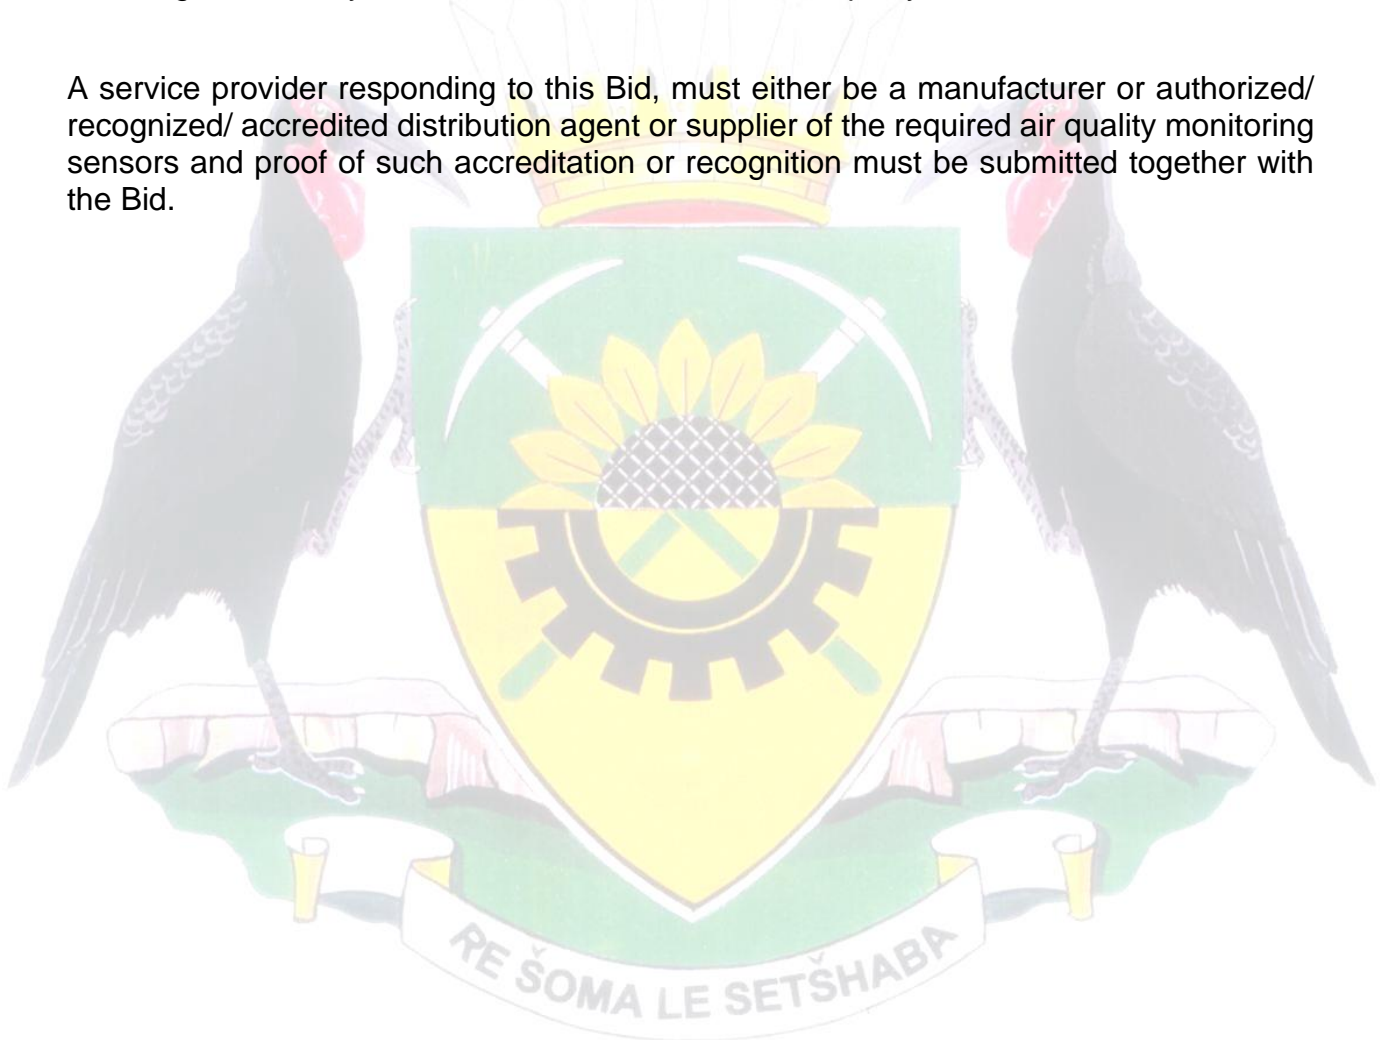 A service provider responding to this Bid, must either be a manufacturer or authorized/
recognized/ accredited distribution agent or supplier of the required air quality monitoring
sensors and proof of such accreditation or recognition must be submitted together with
the Bid.
RE ŠOMA LE SETŠHABA